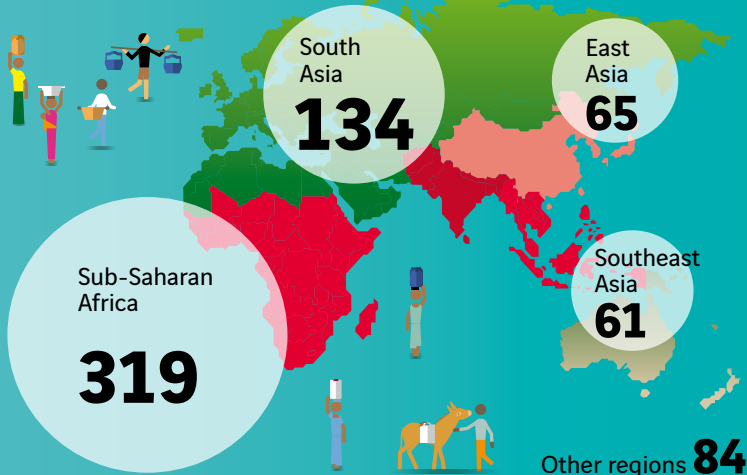 South
Asia
134
East
Asia
65
Sub-Saharan
Africa
319
Southeast
Asia
61
Other regions 84